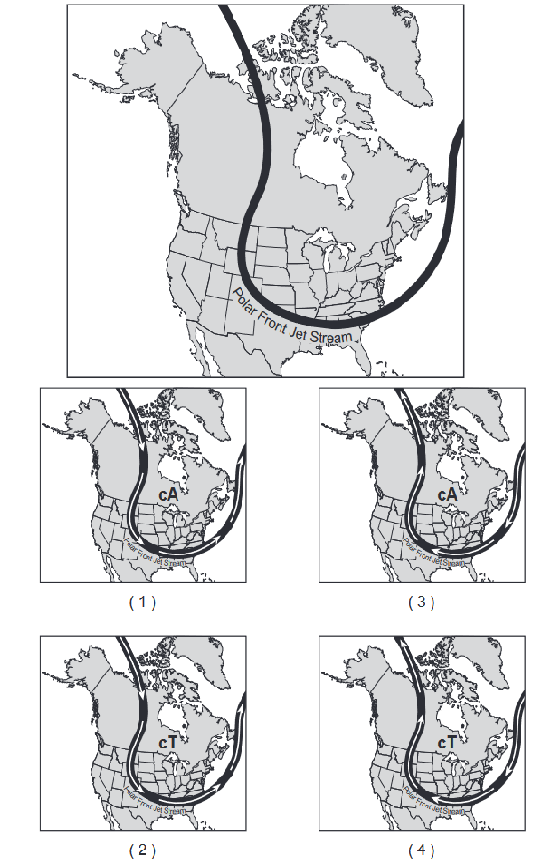 Polar Front Jet Stream
cA
Polar Front Jet Stream
( 1 )
cA
Polar Front Jet Stream
( 3 )
cT
Polar Front Jet Stream
( 2 )
cT
Polar Front Jet Stream
( 4 )